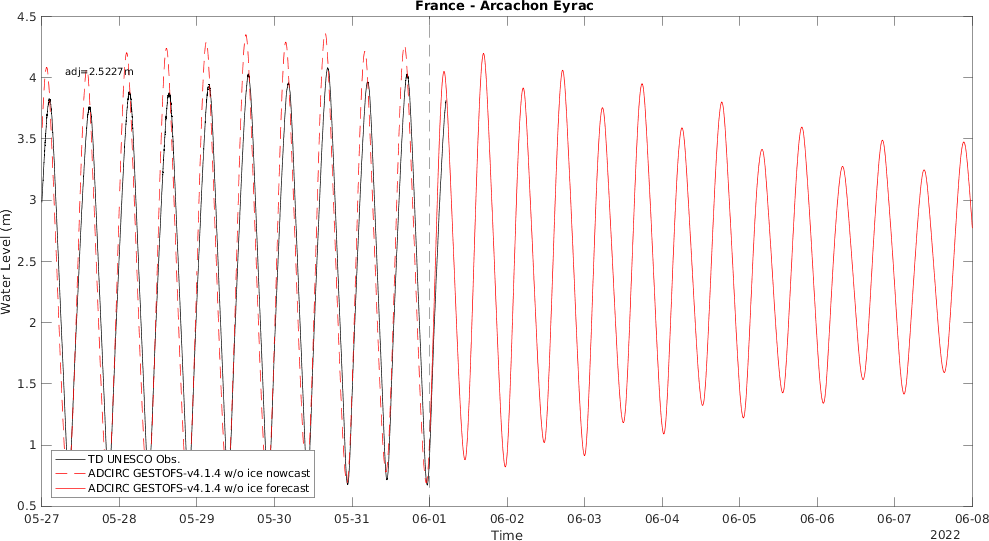 France - Arcachon Eyrac
4.5
4
3.5
3
2.5
2
1.5
1
0.5
Water Level (m)
adj=2.5227m
TD UNESCO Obs.
ADCIRC GESTOFS-v4.1.4 w/o ice nowcast
ADCIRC GESTOFS-v4.1.4 w/o ice forecast
05-27 05-28 05-29 05-30 05-31 06-01 06-02 06-03 06-04 06-05 06-06 06-07 06-08
Time
2022